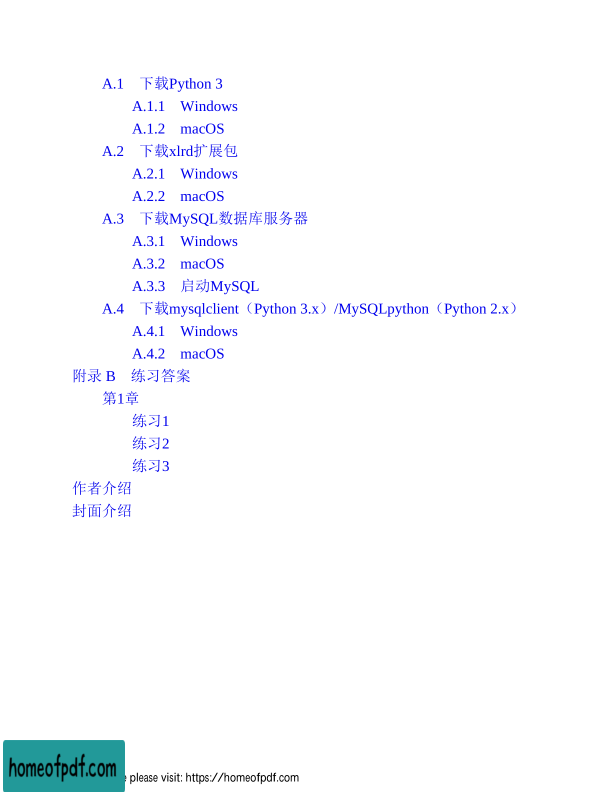 A.1 下载Python 3
A.1.1 Windows
A.1.2 macOS
A.2 下载xlrd扩展包
A.2.1 Windows
A.2.2 macOS
A.3 下载MySQL数据库服务器
A.3.1 Windows
A.3.2 macOS
A.3.3 启动MySQL
A.4 下载mysqlclient（Python 3.x）/MySQLpython（Python 2.x）
A.4.1 Windows
A.4.2 macOS
附录 B 练习答案
第1章
练习1
练习2
练习3
作者介绍
封面介绍
homeofpdf.com
please visit: https://homeofpdf.com